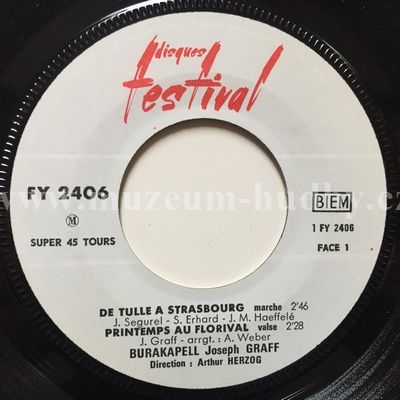 disques
festival
FY 2406
M
SUPER 45 TOURS
BIEM
1 FY 2406
FACE 1
www.muzeum-hudby.cz
DE TULLE A STRASBOURG marche 2'46
J. Segurel - S. Erhard - J. M. Haeffelé
PRINTEMPS AU FLORIVAL valse 2'28
J. Graff - arrgt. : A. Weber
BURAKAPELL Joseph GRAFF
Direction : Arthur HERZOG